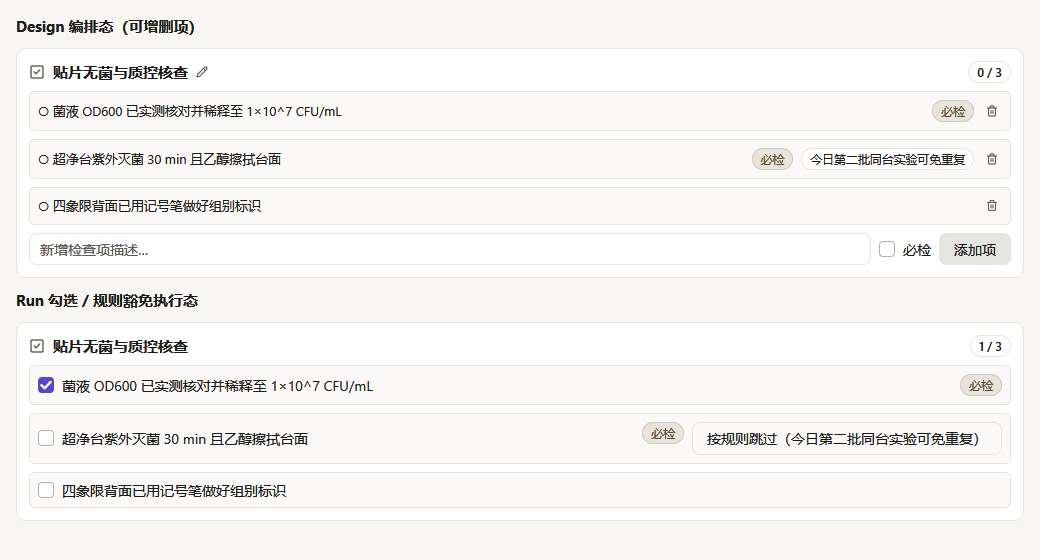 Design 编排态（可增删项）
贴片无菌与质控核查 0 / 3
菌液 OD600 已实测核对并稀释至 1×10^7 CFU/mL 必检
超净台紫外灭菌 30 min 且乙醇擦拭台面 必检 今日第二批同台实验可免重复
四象限背面已用记号笔做好组别标识
新增检查项描述... 必检 添加项
Run 勾选 / 规则豁免执行态
贴片无菌与质控核查 1 / 3
菌液 OD600 已实测核对并稀释至 1×10^7 CFU/mL 必检
超净台紫外灭菌 30 min 且乙醇擦拭台面 必检 按规则跳过（今日第二批同台实验可免重复）
四象限背面已用记号笔做好组别标识